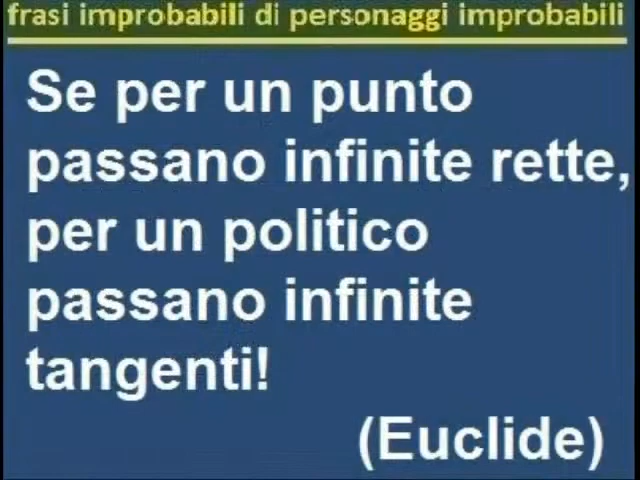 frasi improbabili di personaggi improbabili
Se per un punto
passano infinite rette,
per un politico
passano infinite
tangenti!
(Euclide)